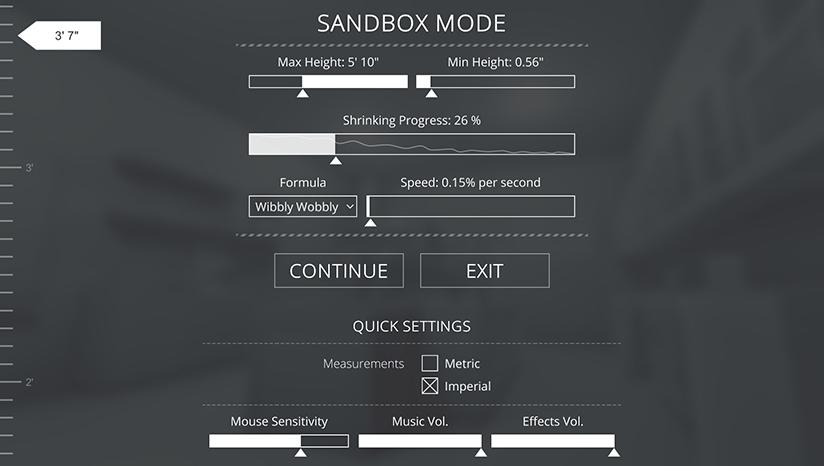 SANDBOX MODE
3' 7"
Max Height: 5' 10"
Min Height: 0.56"
Shrinking Progress: 26 %
3'
Formula
Speed: 0.15% per second
Wibbly Wobbly
CONTINUE
EXIT
QUICK SETTINGS
Measurements
Metric
Imperial
2'
Mouse Sensitivity
Music Vol.
Effects Vol.